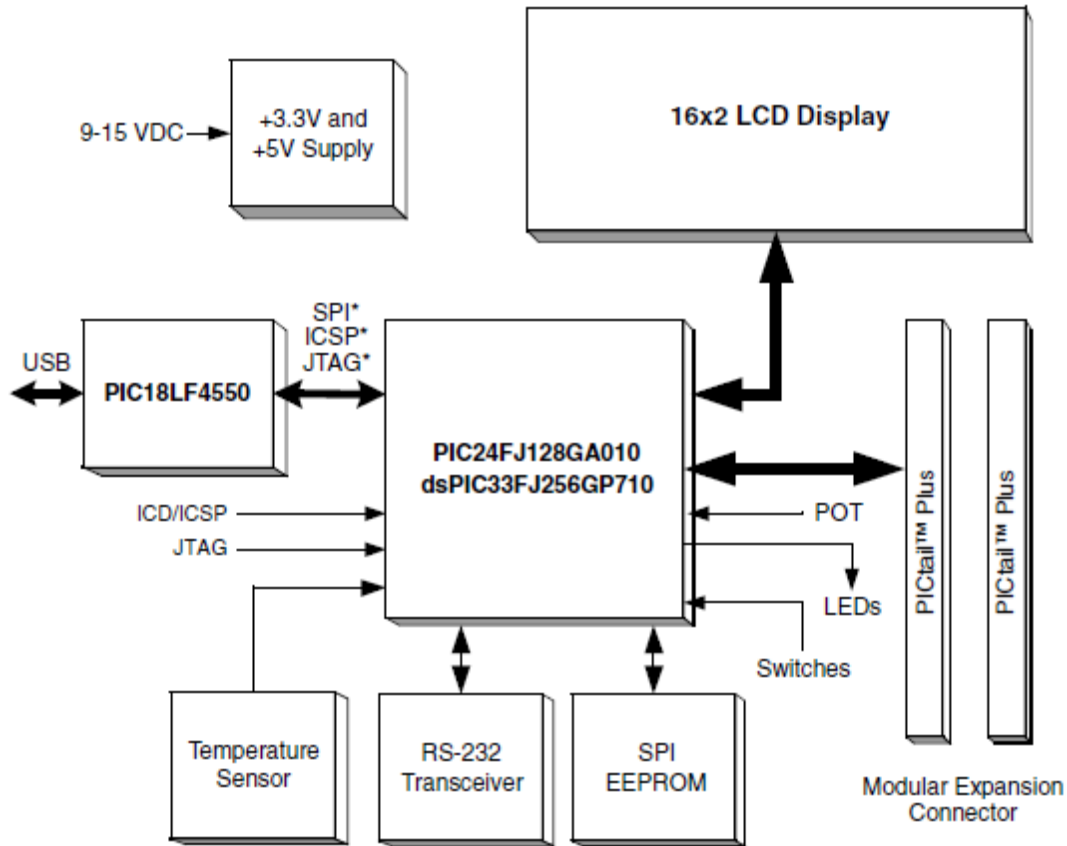 16x2 LCD Display
9-15 VDC
+3.3V and
+5V Supply
SPI*
ICSP*
JTAG*
USB
PIC18LF4550
PIC24FJ128GA010
dsPIC33FJ256GP710
ICD/ICSP
JTAG
POT
LEDs
Switches
PICtail™ Plus
PICtail™ Plus
Temperature
Sensor
RS-232
Transceiver
SPI
EEPROM
Modular Expansion
Connector